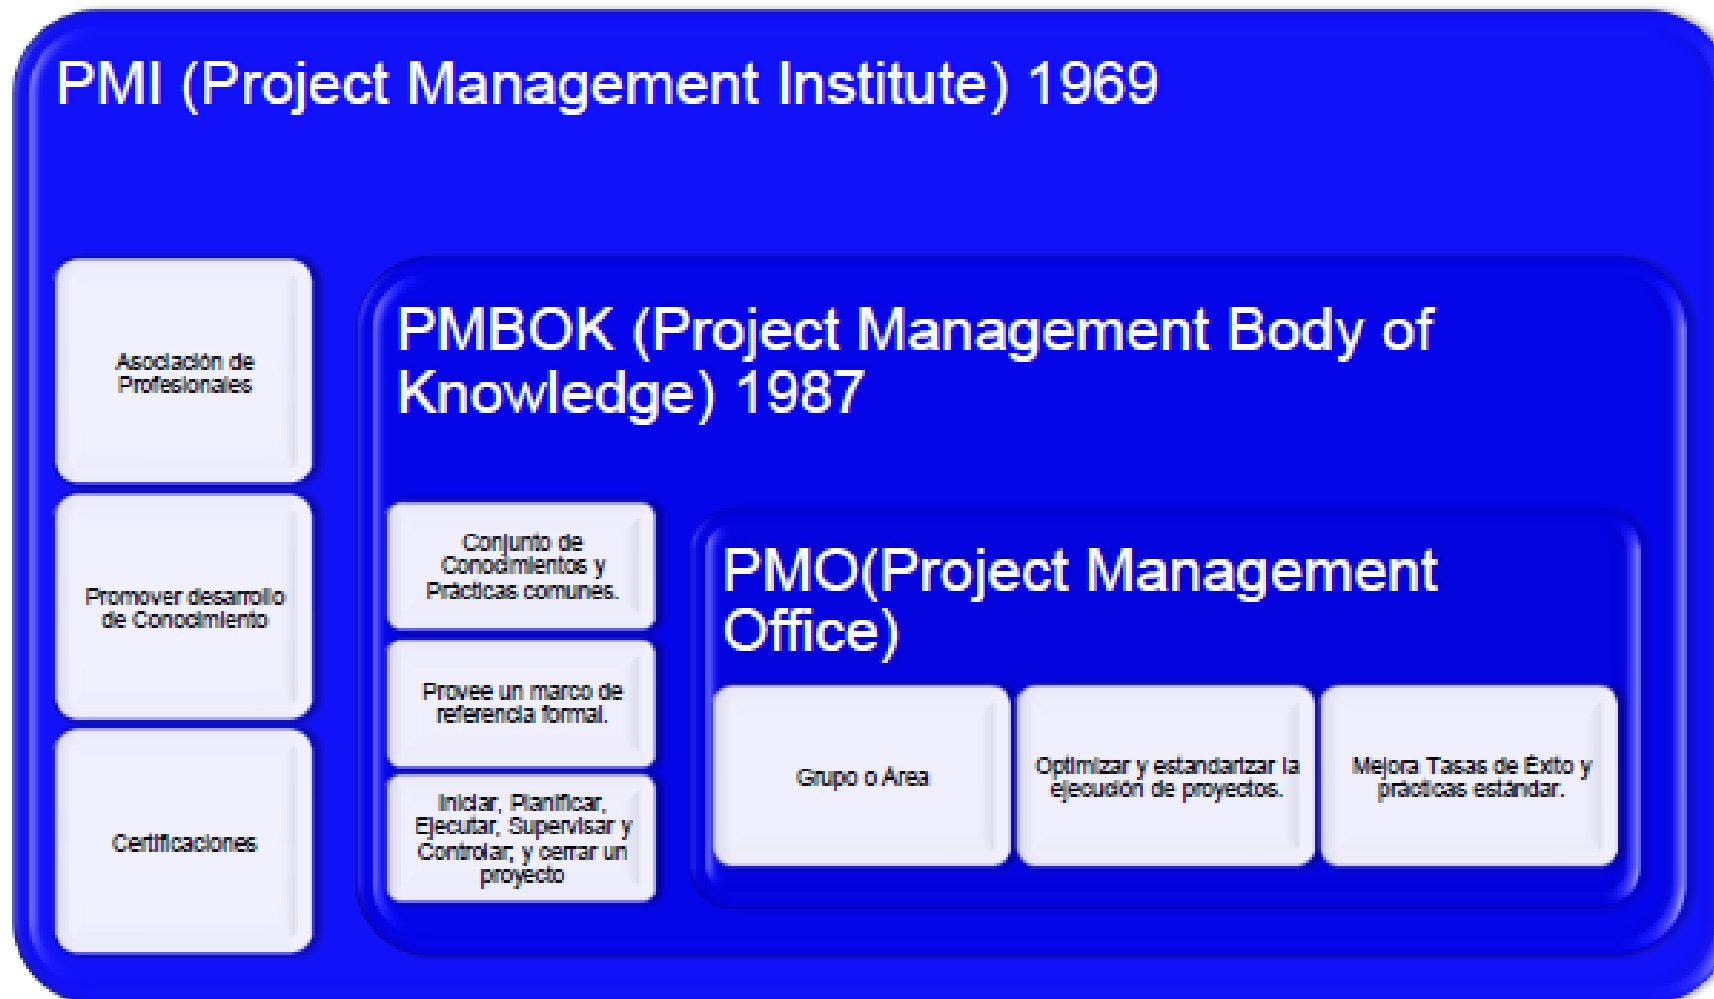 PMI (Project Management Institute) 1969
Asociación de
Profesionales
Promover desarrollo
de Conocimiento
Certificaciones
PMBOK (Project Management Body of
Knowledge) 1987
Conjunto de
Conocimientos y
Prácticas comunes.
Provee un marco de
referencia formal.
Iniciar, Planificar,
Ejecutar, Supervisar y
Controlar, y cerrar un
proyecto
PMO(Project Management
Office)
Grupo o Area
Optimizar y estandarizar la
ejecución de proyectos.
Mejora Tasas de Éxito y
prácticas estándar.